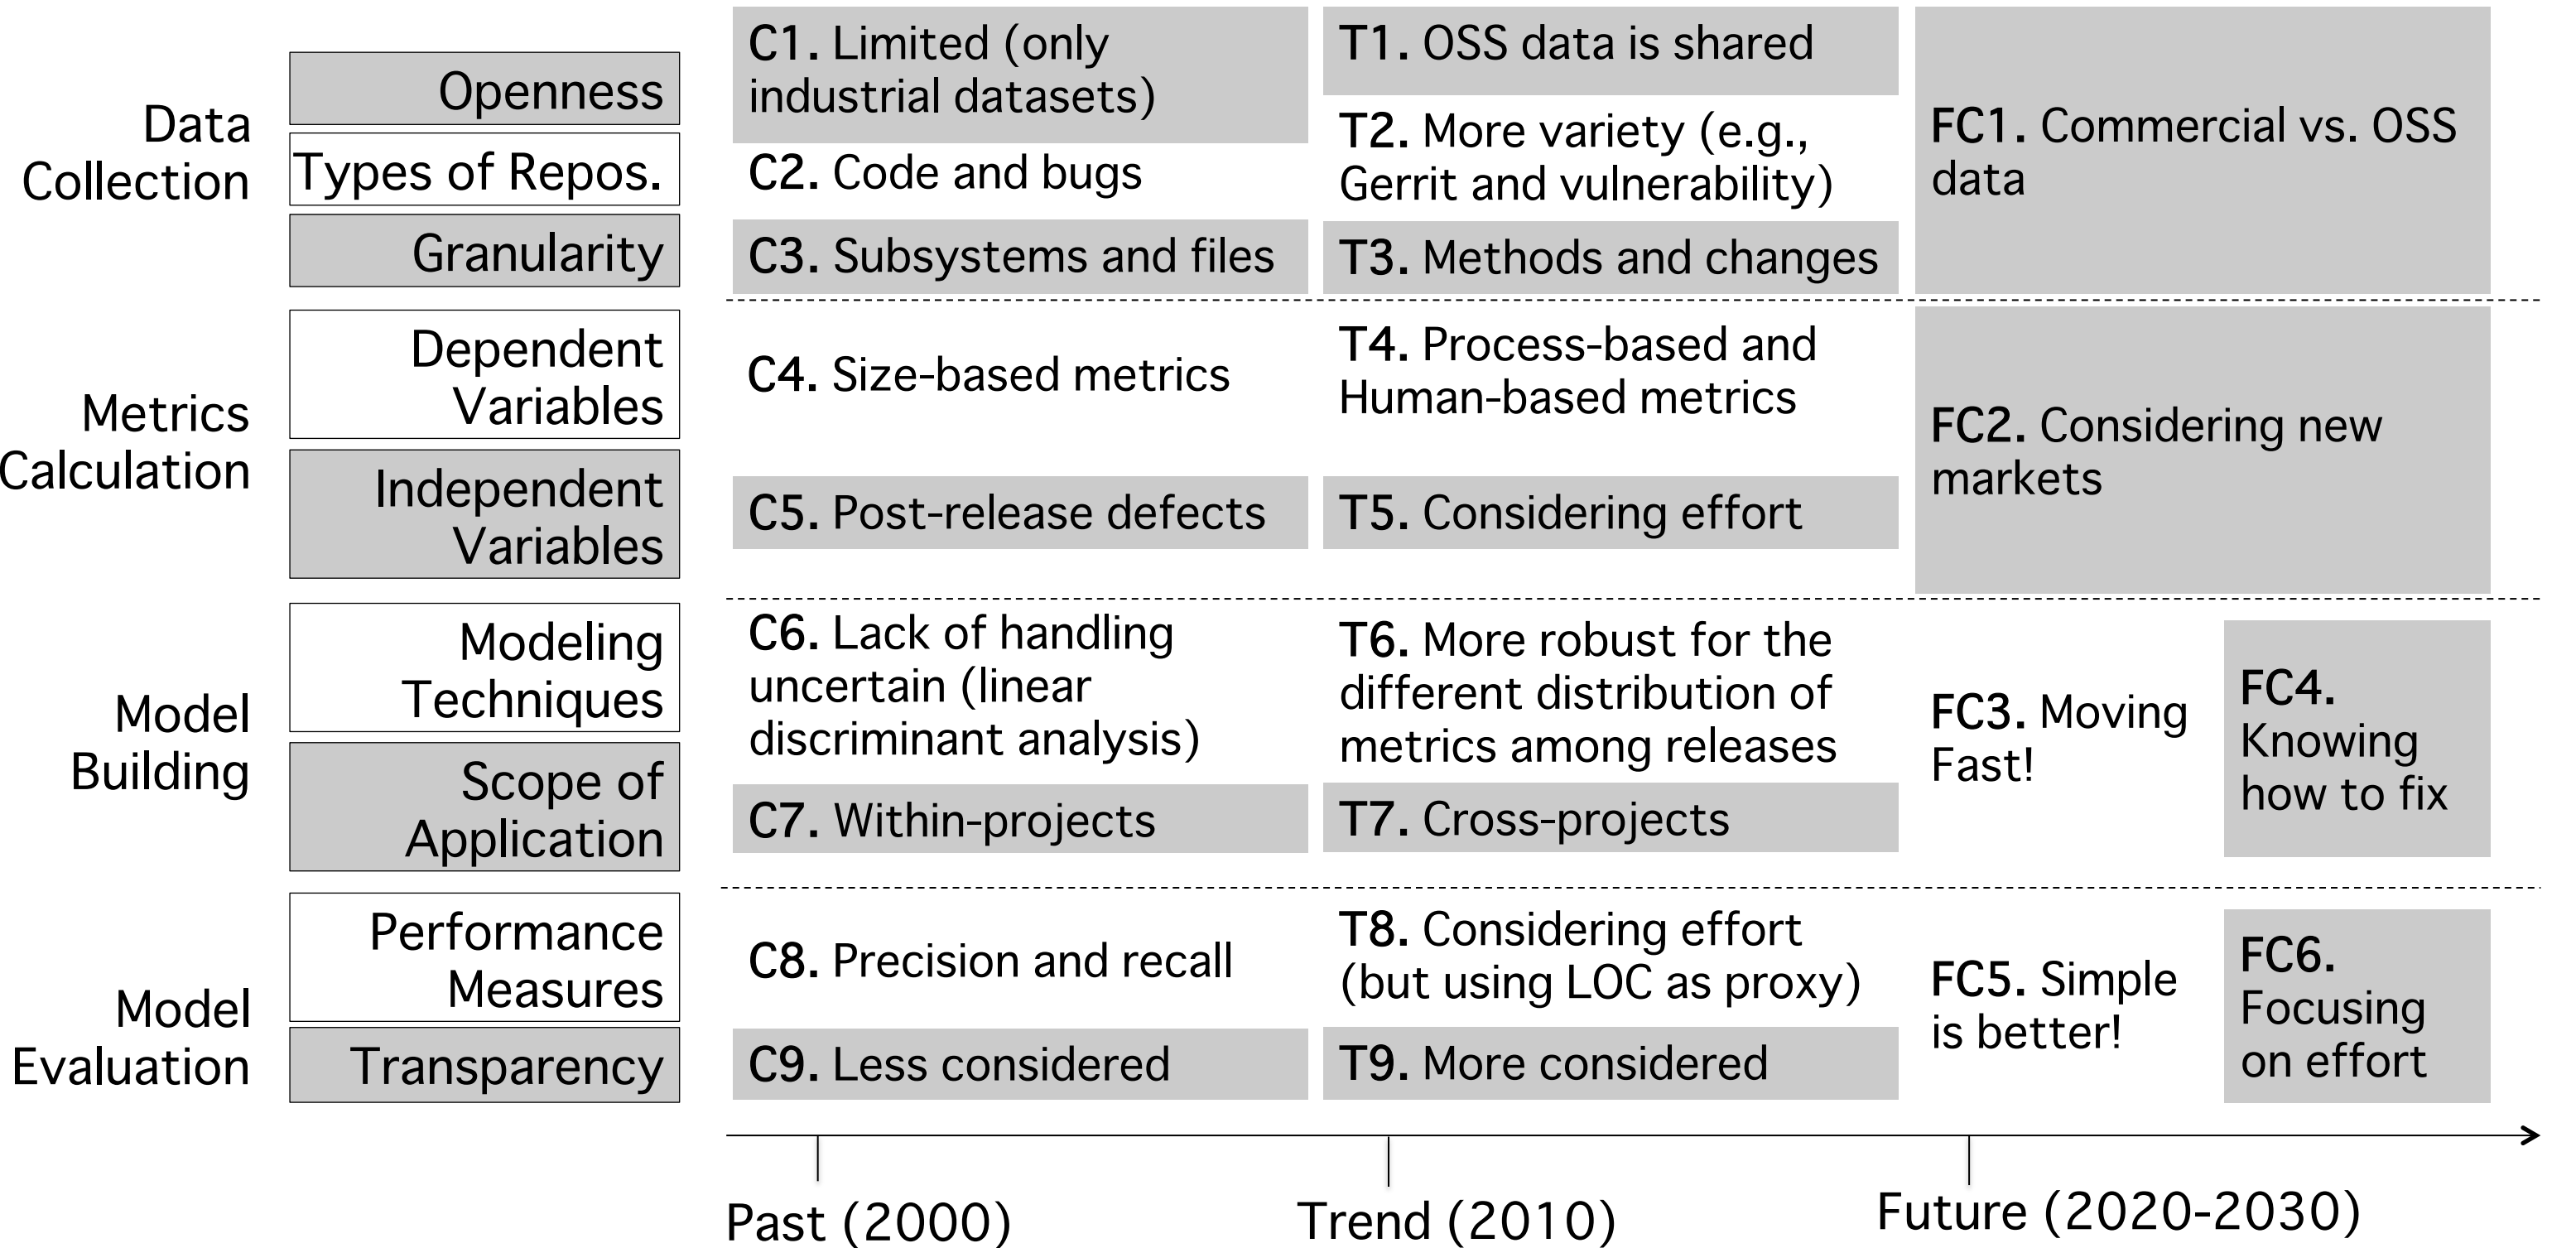 Data
Collection
Openness
Types of Repos.
Granularity
C1. Limited (only
industrial datasets)
C2. Code and bugs
C3. Subsystems and files
T1. OSS data is shared
T2. More variety (e.g.,
Gerrit and vulnerability)
T3. Methods and changes
FC1. Commercial vs. OSS
data
Metrics
Calculation
Dependent
Variables
Independent
Variables
C4. Size-based metrics
C5. Post-release defects
T4. Process-based and
Human-based metrics
T5. Considering effort
FC2. Considering new
markets
Model
Building
Modeling
Techniques
Scope of
Application
C6. Lack of handling
uncertain (linear
discriminant analysis)
C7. Within-projects
T6. More robust for the
different distribution of
metrics among releases
T7. Cross-projects
FC3. Moving
Fast!
FC4.
Knowing
how to fix
Model
Evaluation
Performance
Measures
Transparency
C8. Precision and recall
C9. Less considered
T8. Considering effort
(but using LOC as proxy)
T9. More considered
FC5. Simple
is better!
FC6.
Focusing
on effort
Past (2000)
Trend (2010)
Future (2020-2030)